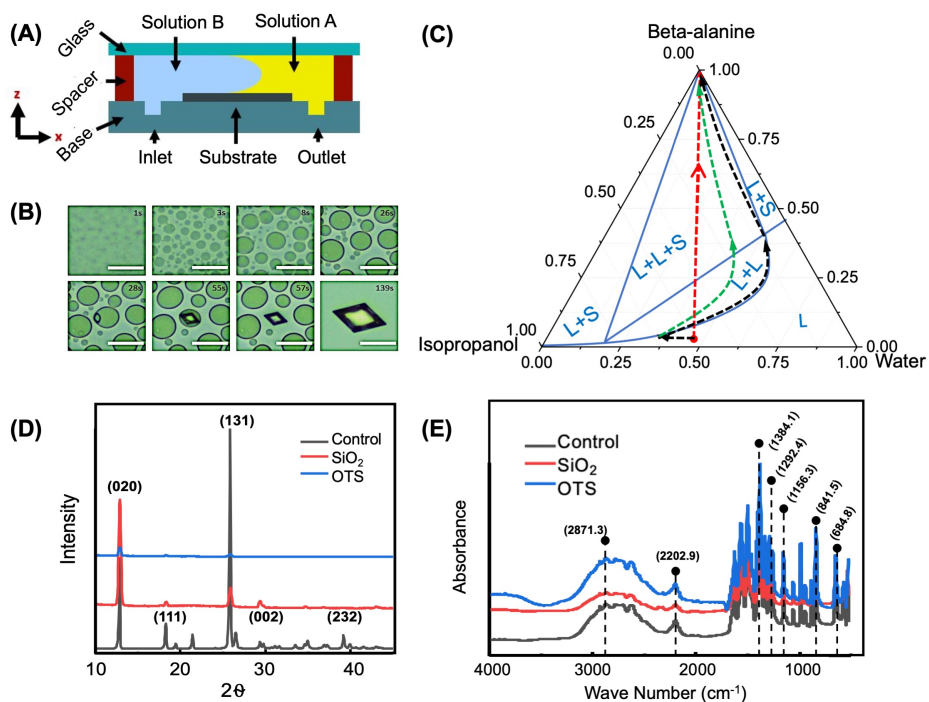 (A)
Solution B
Solution A
Glass
Spacer
Base
z
x
Inlet
Substrate
Outlet
(B)
1s
3s
8s
26s
28s
55s
57s
139s
(C)
Beta-alanine
0.00
1.00
0.25
0.75
0.50
0.50
0.75
0.25
1.00
0.00
Isopropanol
Water
0.00
0.25
0.50
0.75
1.00
L+S
L+L+S
L+L
L+S
L
(D)
Control
SiO₂
OTS
(020)
(131)
(111)
(002)
(232)
Intensity
10
20
30
40
2ϑ
(E)
Control
SiO₂
OTS
(2871.3)
(2202.9)
(1384.1)
(1292.4)
(1156.3)
(841.5)
(684.8)
Absorbance
4000
3000
2000
1000
Wave Number (cm⁻¹)